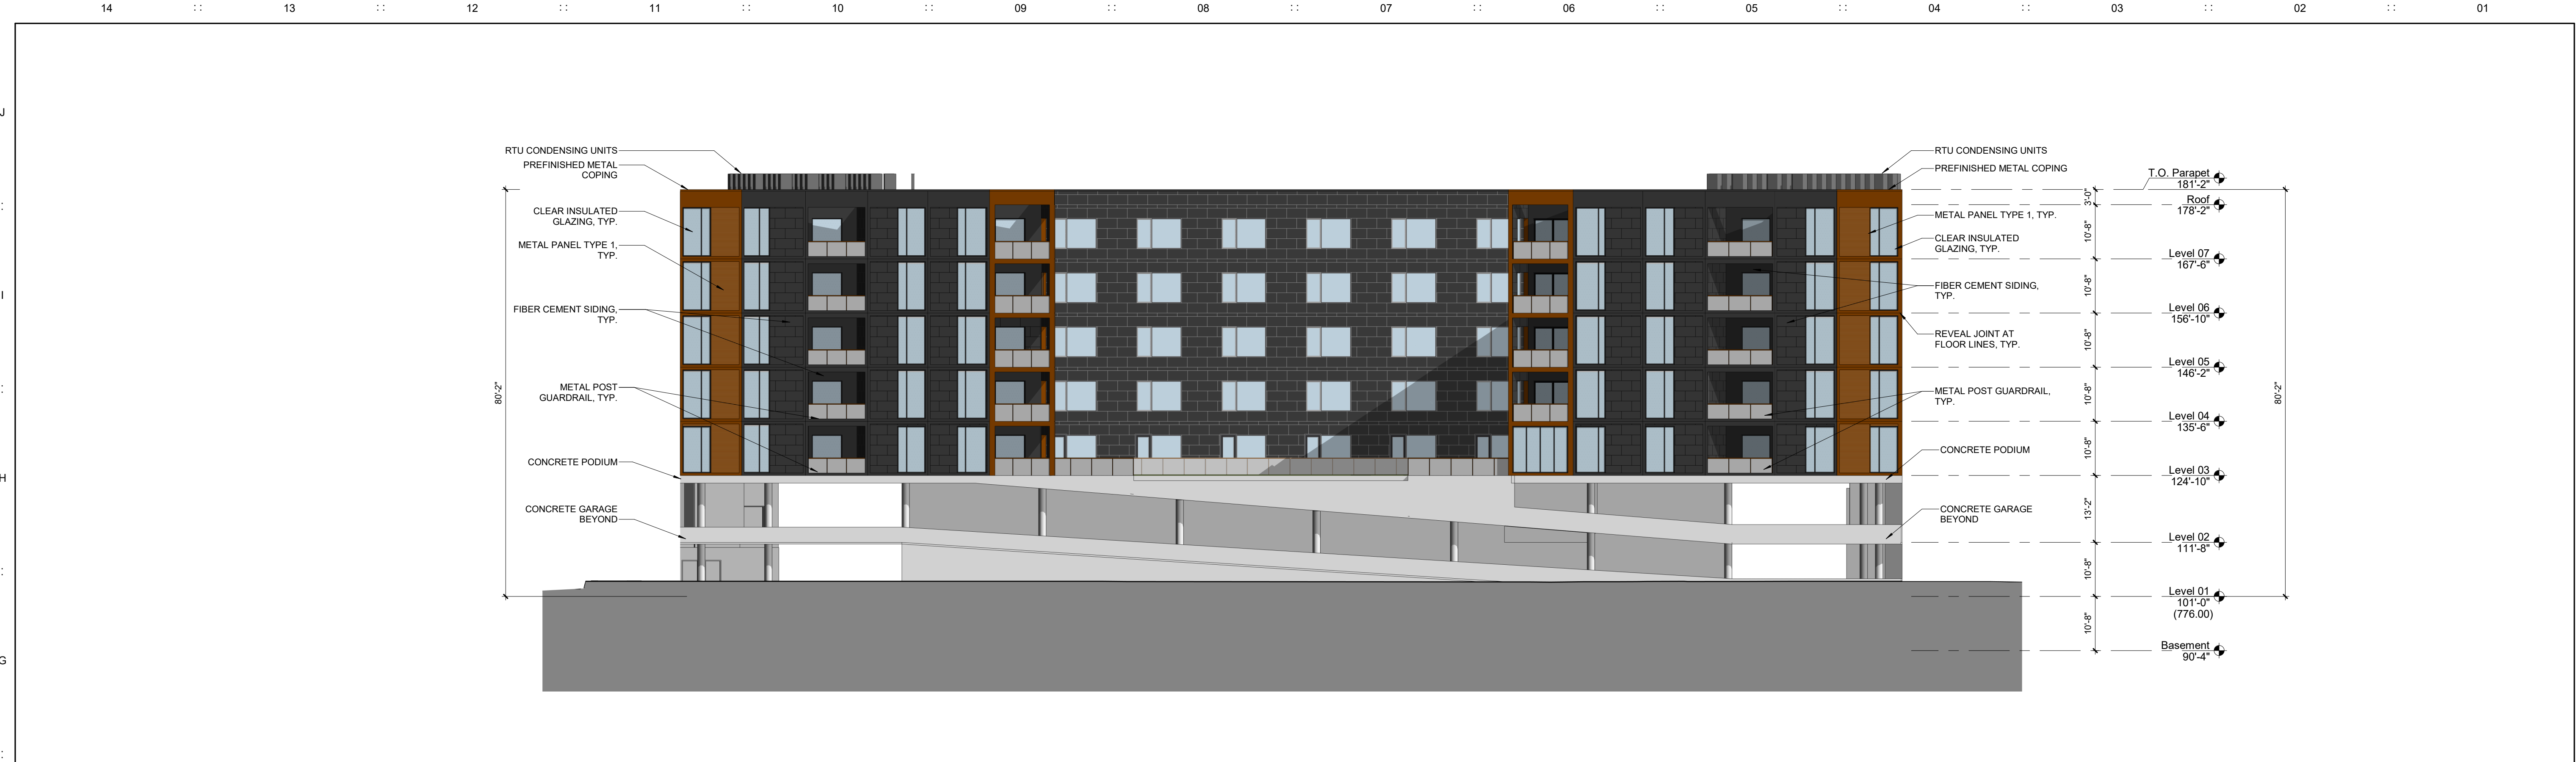 14 :: 13 :: 12 :: 11 :: 10 :: 09 :: 08 :: 07 :: 06 :: 05 :: 04 :: 03 :: 02 :: 01
J
:
I
:
H
:
G
:
RTU CONDENSING UNITS
PREFINISHED METAL
COPING
CLEAR INSULATED
GLAZING, TYP.
METAL PANEL TYPE 1,
TYP.
FIBER CEMENT SIDING,
TYP.
METAL POST
GUARDRAIL, TYP.
CONCRETE PODIUM
CONCRETE GARAGE
BEYOND
80'-2"
RTU CONDENSING UNITS
PREFINISHED METAL COPING
METAL PANEL TYPE 1, TYP.
CLEAR INSULATED
GLAZING, TYP.
FIBER CEMENT SIDING,
TYP.
REVEAL JOINT AT
FLOOR LINES, TYP.
METAL POST GUARDRAIL,
TYP.
CONCRETE PODIUM
CONCRETE GARAGE
BEYOND
3'-0"
10'-8"
10'-8"
10'-8"
10'-8"
10'-8"
13'-2"
10'-8"
10'-8"
T.O. Parapet
181'-2"
Roof
178'-2"
Level 07
167'-6"
Level 06
156'-10"
Level 05
146'-2"
Level 04
135'-6"
Level 03
124'-10"
Level 02
111'-8"
Level 01
101'-0"
(776.00)
Basement
90'-4"
80'-2"